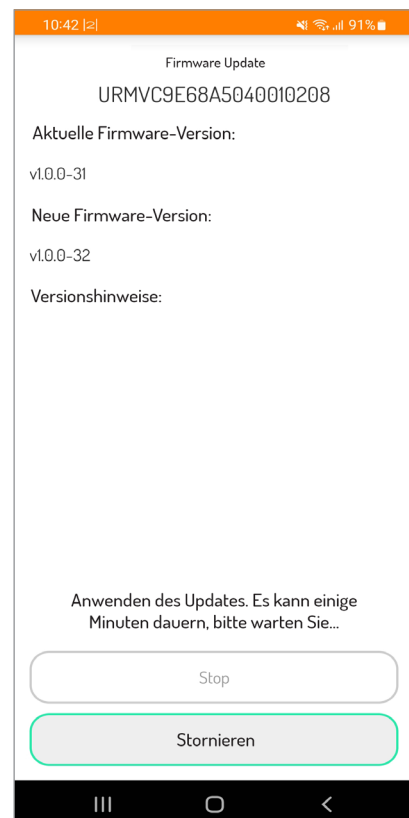 10:42 |2| 91%
Firmware Update
URMVC9E68A5040010208
Aktuelle Firmware-Version:
v1.0.0-31
Neue Firmware-Version:
v1.0.0-32
Versionshinweise:
Anwenden des Updates. Es kann einige
Minuten dauern, bitte warten Sie...
Stop
Stornieren